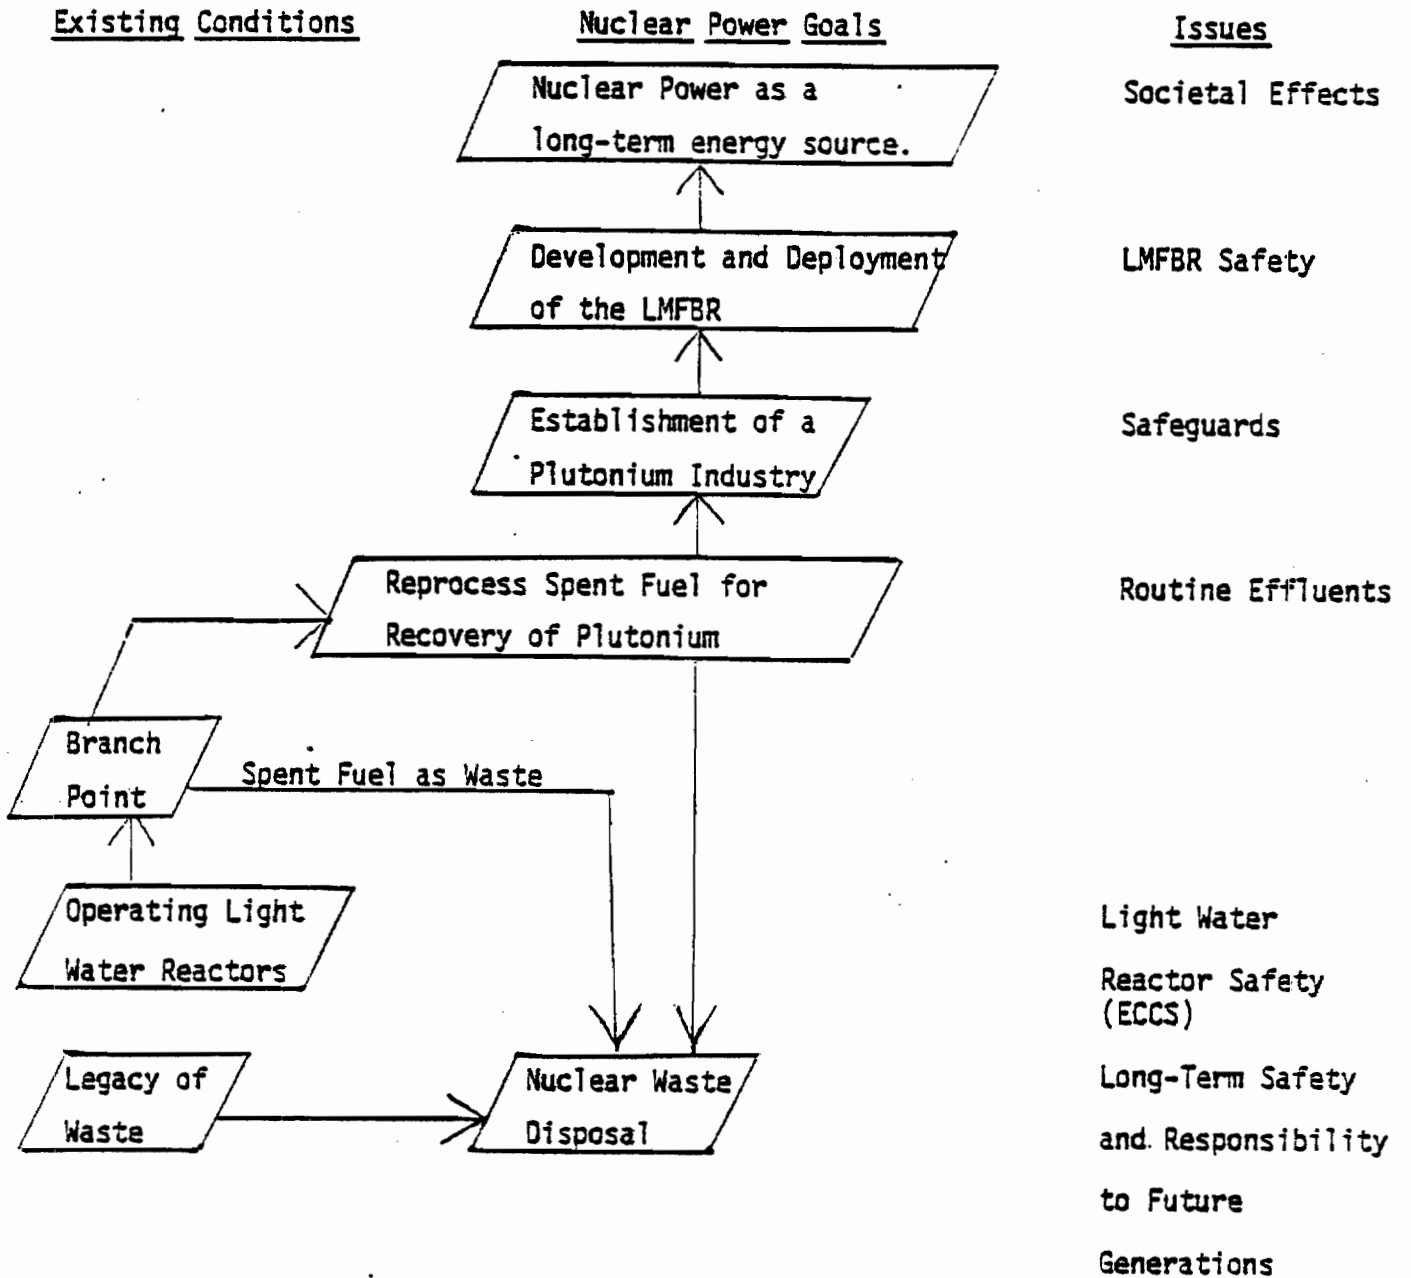 Existing Conditions
Nuclear Power Goals
Issues
Nuclear Power as a
long-term energy source.
Societal Effects
Development and Deployment
of the LMFBR
LMFBR Safety
Establishment of a
Plutonium Industry
Safeguards
Reprocess Spent Fuel for
Recovery of Plutonium
Routine Effluents
Branch
Point
Spent Fuel as Waste
Operating Light
Water Reactors
Light Water
Reactor Safety
(ECCS)
Legacy of
Waste
Nuclear Waste
Disposal
Long-Term Safety
and Responsibility
to Future
Generations